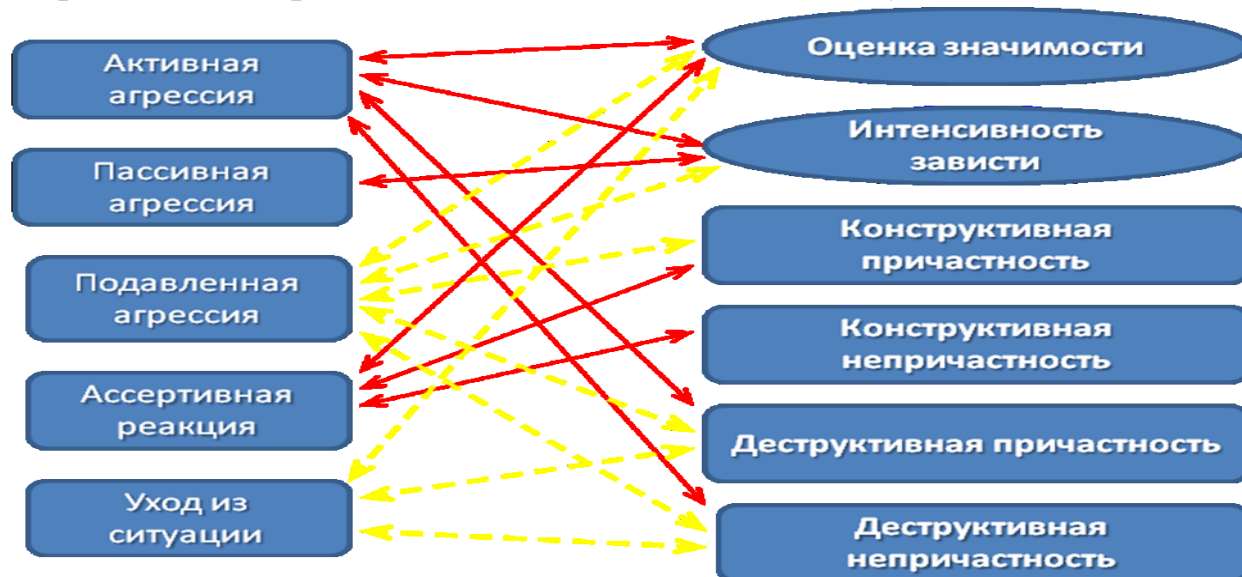 Активная
агрессия
Пассивная
агрессия
Подавленная
агрессия
Ассертивная
реакция
Уход из
ситуации
Оценка значимости
Интенсивность
зависти
Конструктивная
причастность
Конструктивная
непричастность
Деструктивная причастность
Деструктивная
непричастность